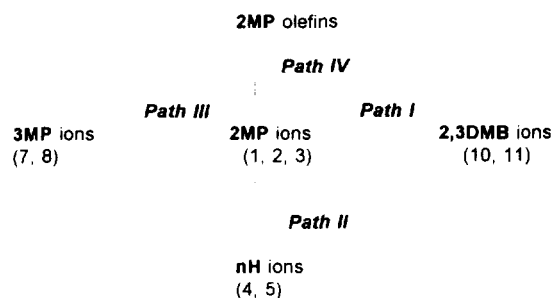 2MP olefins
Path IV
Path III
Path I
3MP ions
2MP ions
2,3DMB ions
(7, 8)
(1, 2, 3)
(10, 11)
Path II
nH ions
(4, 5)